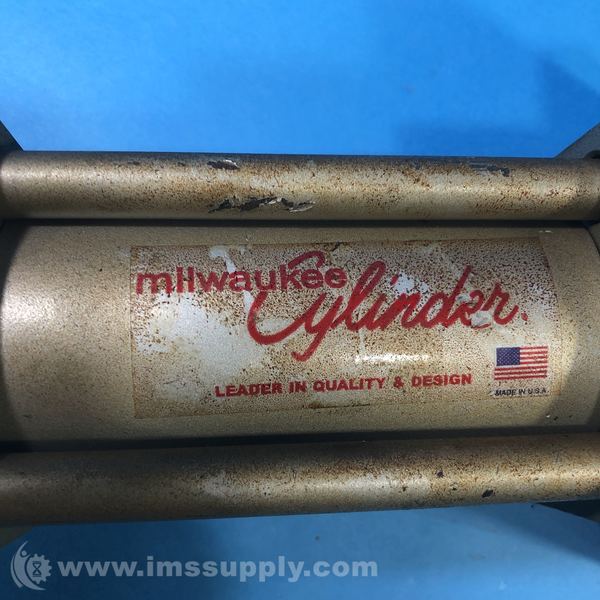 milwaukee
Cylinder.
LEADER IN QUALITY & DESIGN
MADE IN U.S.A
www.imssupply.com